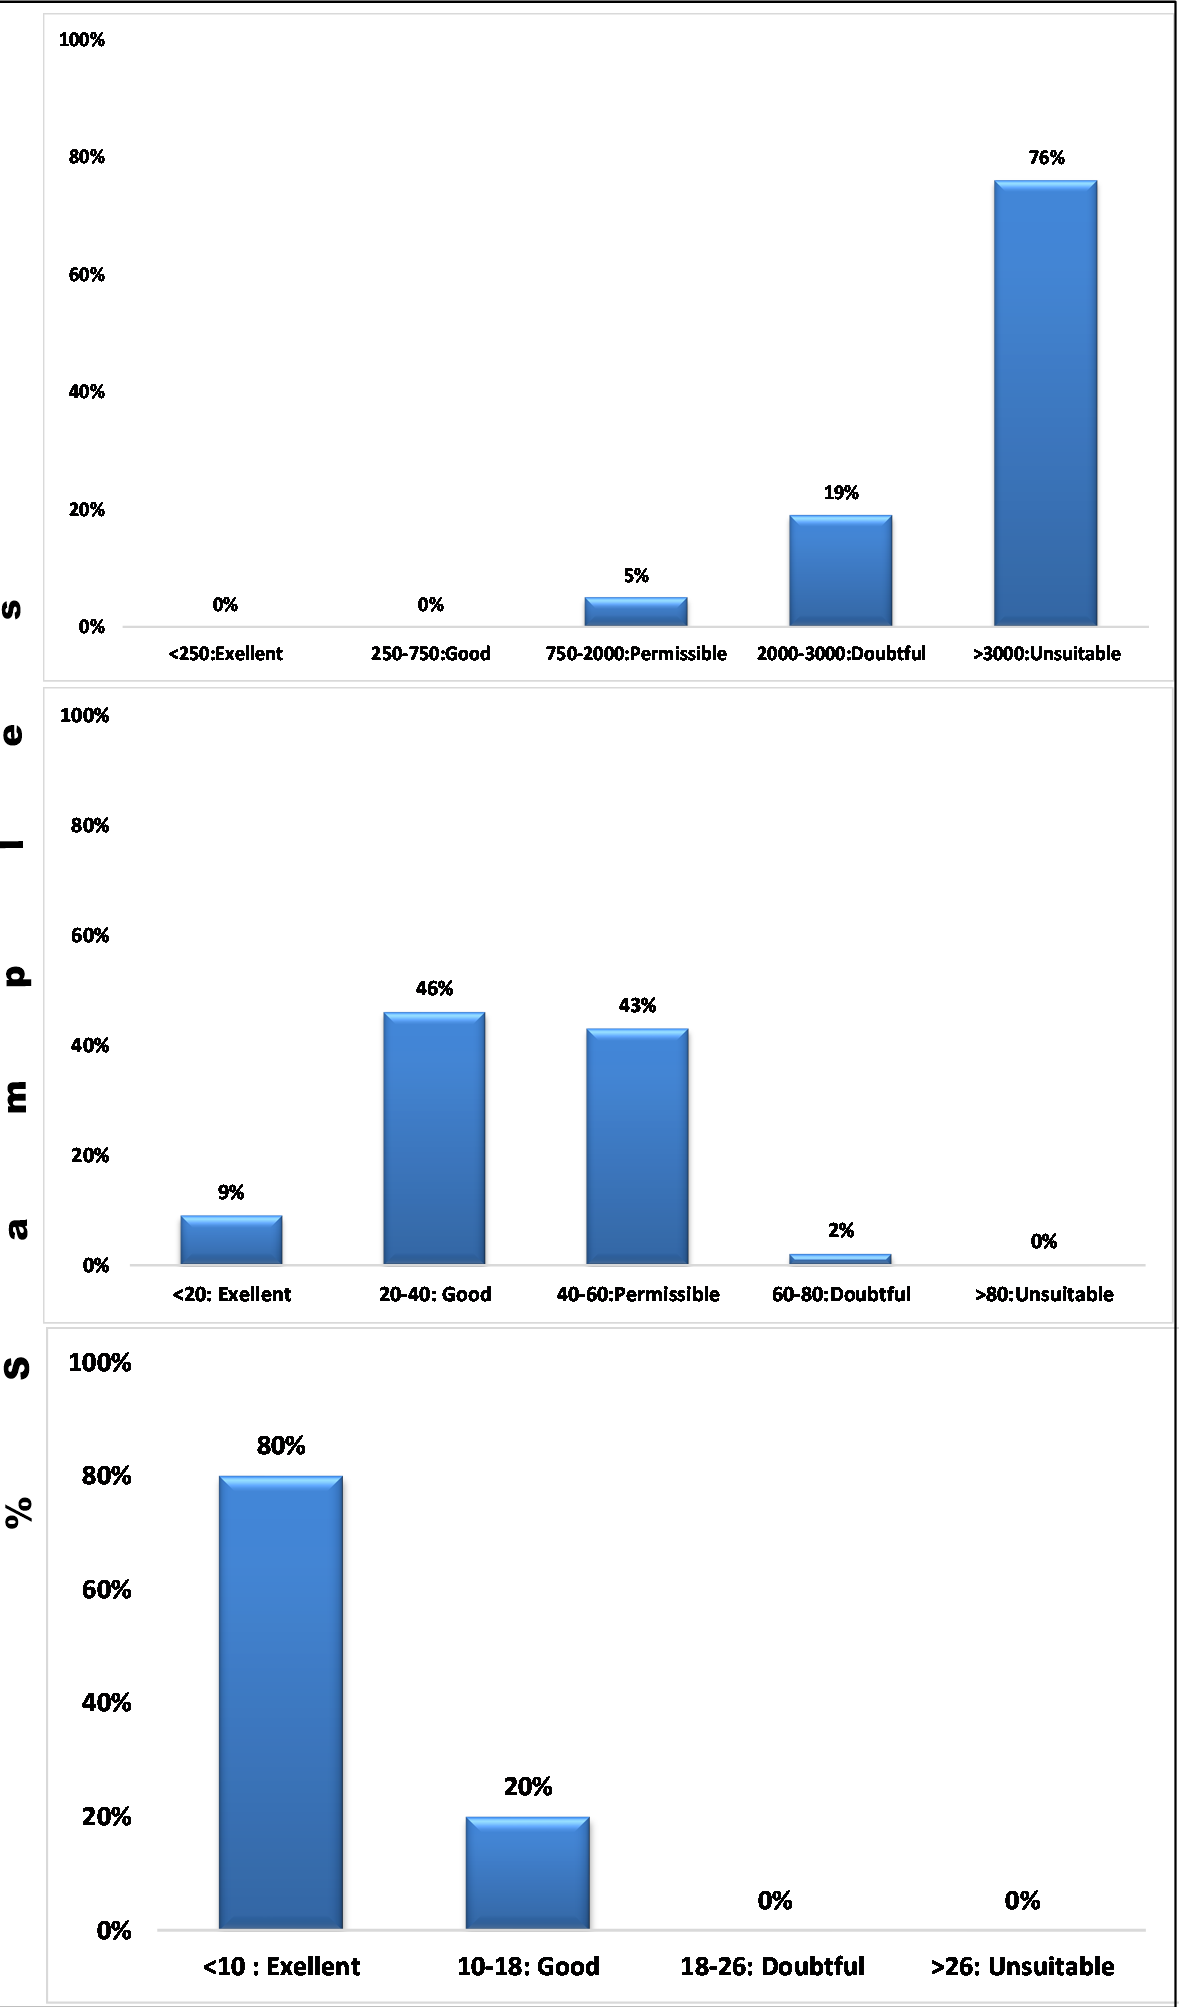 % Samples
100%
80%
60%
40%
20%
0%
0%
0%
5%
19%
76%
<250:Exellent
250-750:Good
750-2000:Permissible
2000-3000:Doubtful
>3000:Unsuitable
100%
80%
60%
40%
20%
0%
9%
46%
43%
2%
0%
<20: Exellent
20-40: Good
40-60:Permissible
60-80:Doubtful
>80:Unsuitable
100%
80%
60%
40%
20%
0%
80%
20%
0%
0%
<10 : Exellent
10-18: Good
18-26: Doubtful
>26: Unsuitable